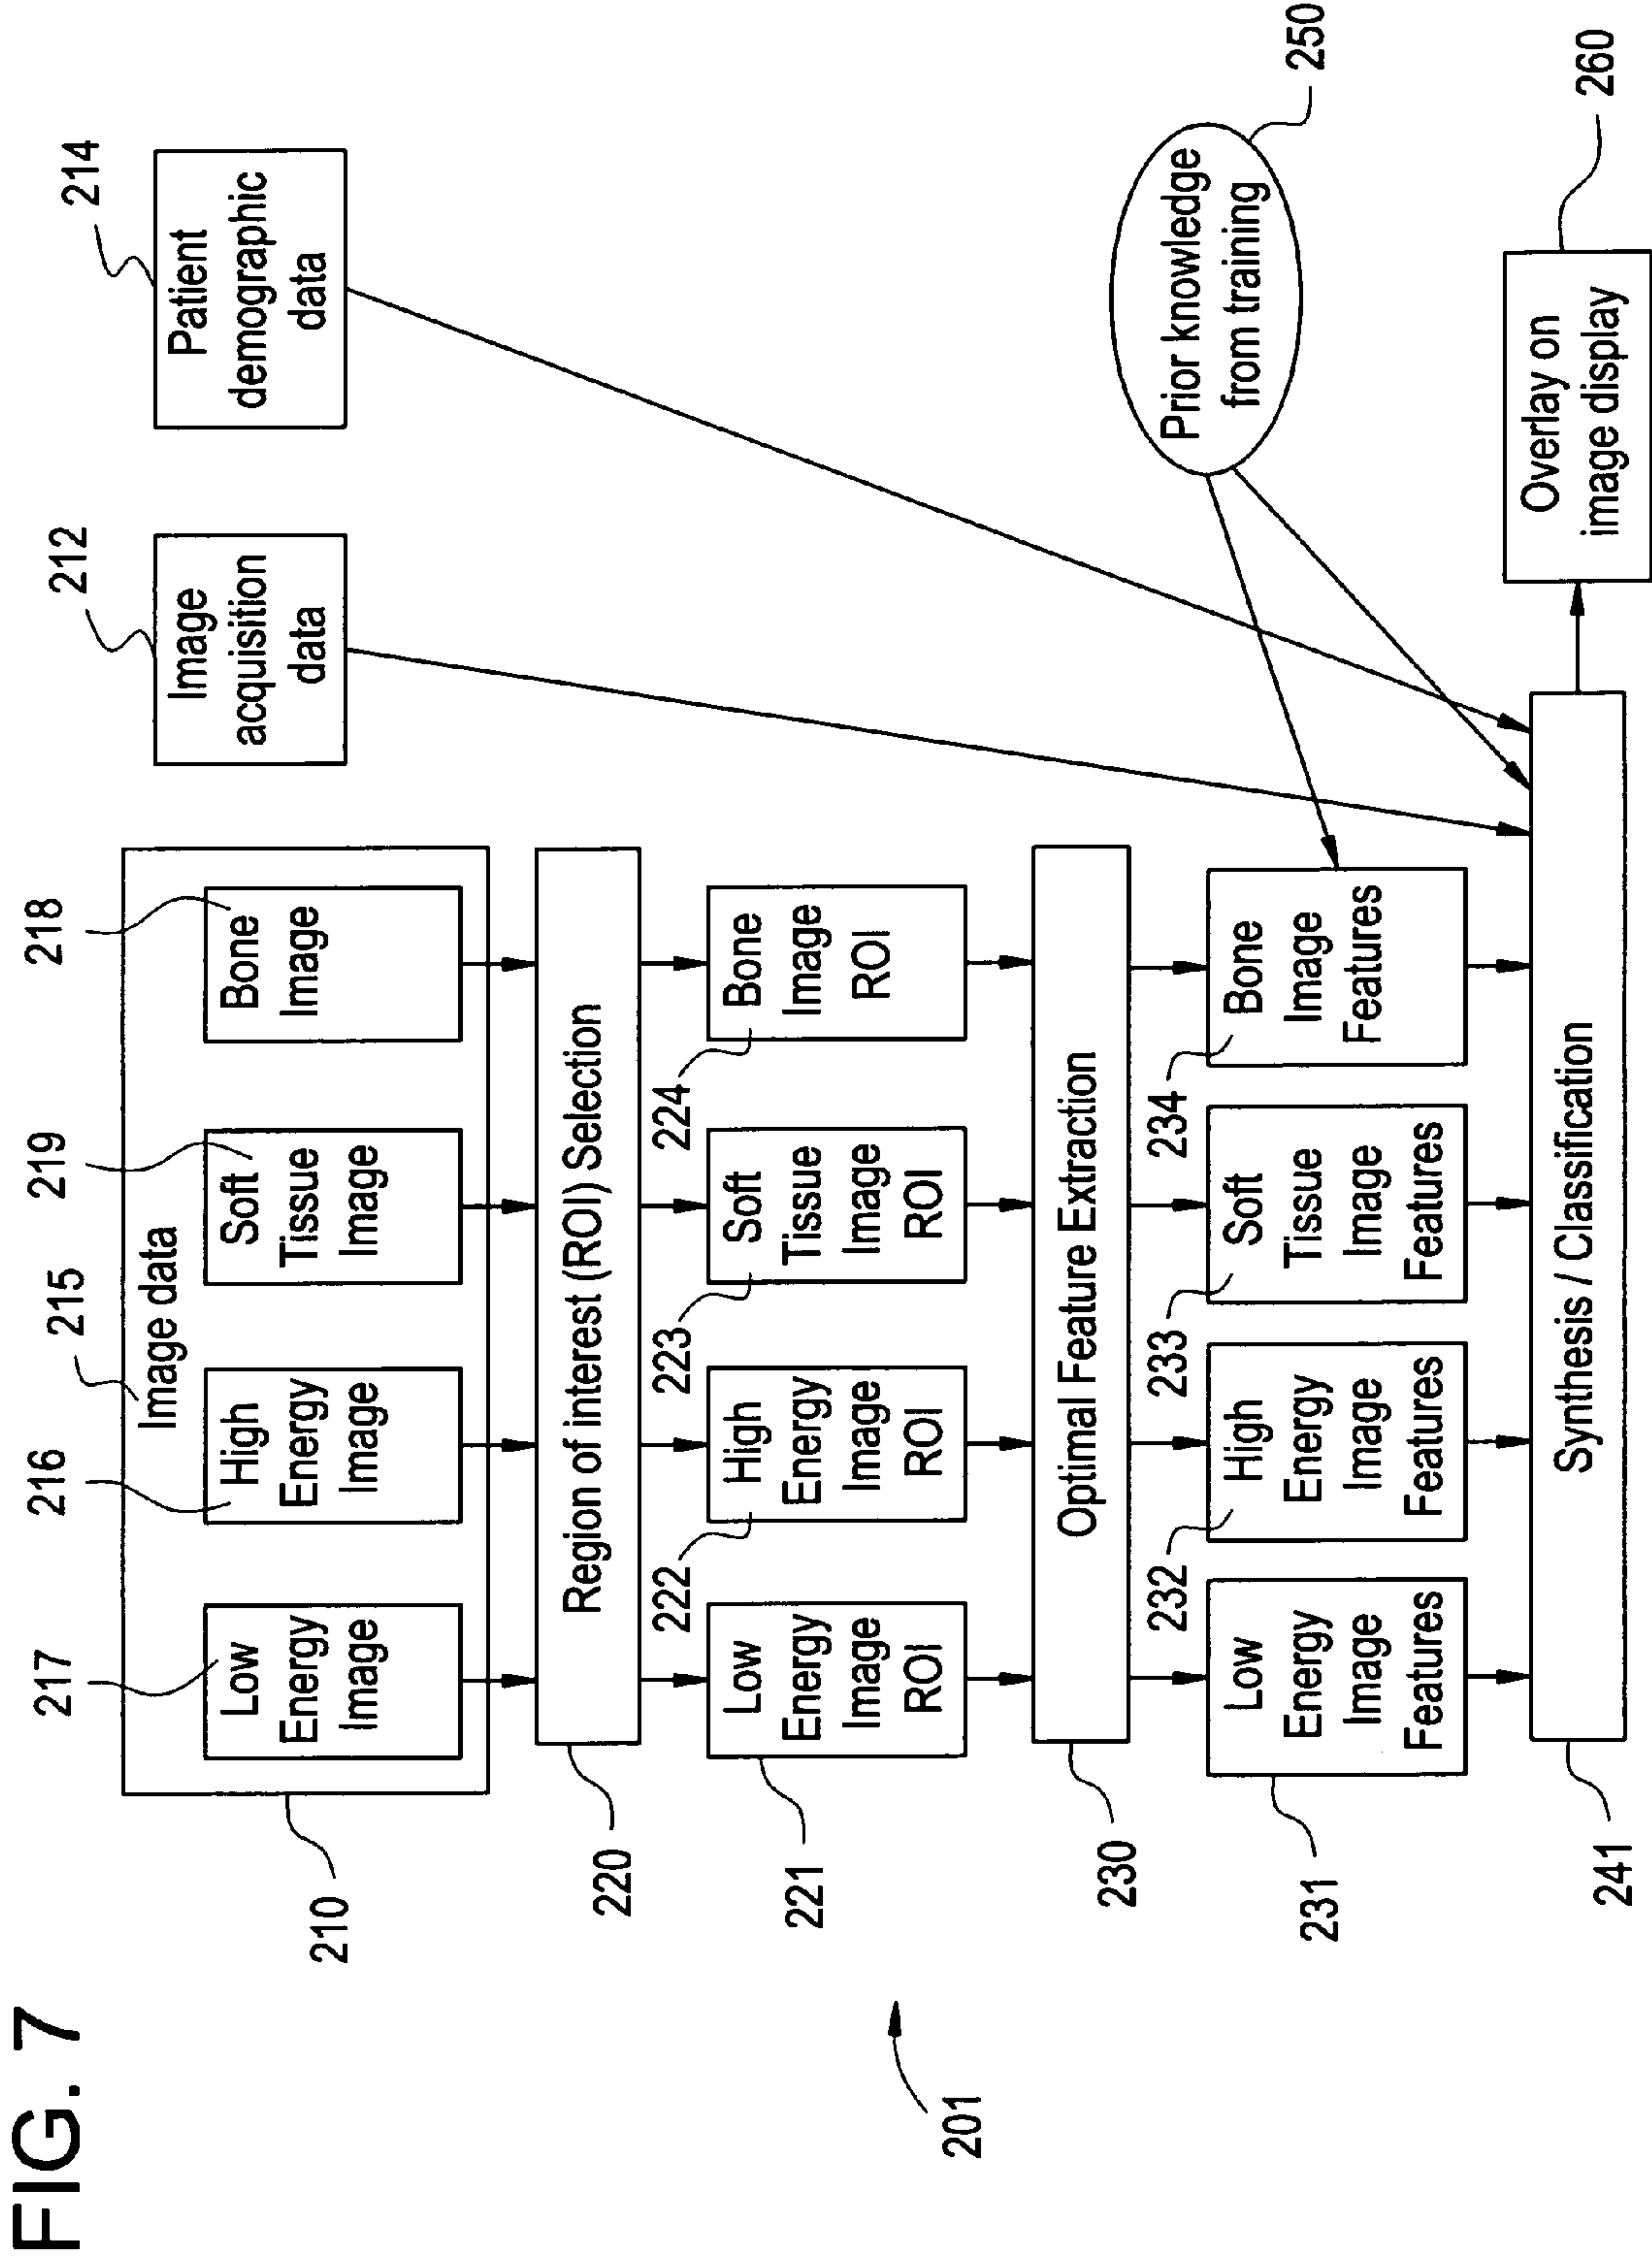 FIG. 7
217
216
215
219
218
212
214
Image data
Low
Energy
Image
High
Energy
Image
Soft
Tissue
Image
Bone
Image
Image
acquisition
data
Patient
demographic
data
210
Region of interest (ROI) Selection
220
222
223
224
Low
Energy
Image
ROI
High
Energy
Image
ROI
Soft
Tissue
Image
ROI
Bone
Image
ROI
221
201
Optimal Feature Extraction
230
Prior knowledge
from training
250
232
233
234
Low
Energy
Image
Features
High
Energy
Image
Features
Soft
Tissue
Image
Features
Bone
Image
Features
231
Synthesis / Classification
241
Overlay on
image display
260